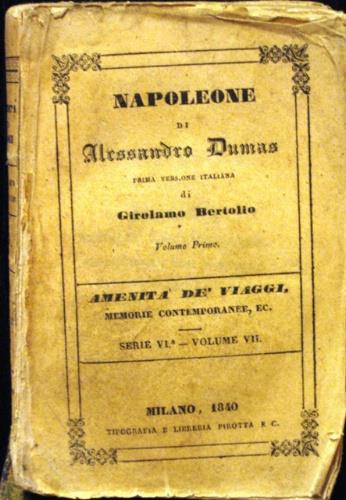 NAPOLEONE
DI
Alessandro Dumas
PRIMA VERSIONE ITALIANA
di
Girolamo Bertolio
Volume Primo.
AMENITA' DE' VIAGGI,
MEMORIE CONTEMPORANEE, EC.
SERIE VI.ª — VOLUME VII.
MILANO, 1840
TIPOGRAFIA E LIBRERIA PIROTTA E C.